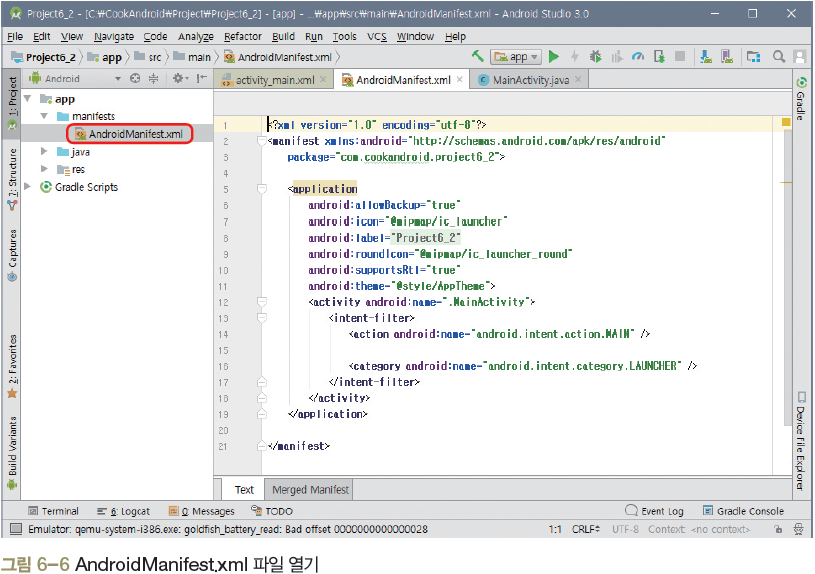 Project6_2 - [C:₩CookAndroid₩Project₩Project6_2] - [app] - ...₩app₩src₩main₩AndroidManifest.xml - Android Studio 3.0
File Edit View Navigate Code Analyze Refactor Build Run Tools VCS Window Help
Project6_2 app src main AndroidManifest.xml app
Android activity_main.xml AndroidManifest.xml MainActivity.java
1: Project
7: Structure
Captures
2: Favorites
Build Variants
app
manifests
AndroidManifest.xml
java
res
Gradle Scripts
1 <?xml version="1.0" encoding="utf-8"?>
2 <manifest xmlns:android="http://schemas.android.com/apk/res/android"
3 package="com.cookandroid.project6_2">
4
5 <application
6 android:allowBackup="true"
7 android:icon="@mipmap/ic_launcher"
8 android:label="Project6_2"
9 android:roundIcon="@mipmap/ic_launcher_round"
10 android:supportsRtl="true"
11 android:theme="@style/AppTheme">
12 <activity android:name=".MainActivity">
13 <intent-filter>
14 <action android:name="android.intent.action.MAIN" />
15
16 <category android:name="android.intent.category.LAUNCHER" />
17 </intent-filter>
18 </activity>
19 </application>
20
21 </manifest>
Gradle
Device File Explorer
Text Merged Manifest
Terminal 6: Logcat 0: Messages TODO Event Log Gradle Console
Emulator: qemu-system-i386.exe: goldfish_battery_read: Bad offset 0000000000000028 1:1 CRLF UTF-8 Context: <no context>
그림 6-6 AndroidManifest.xml 파일 열기